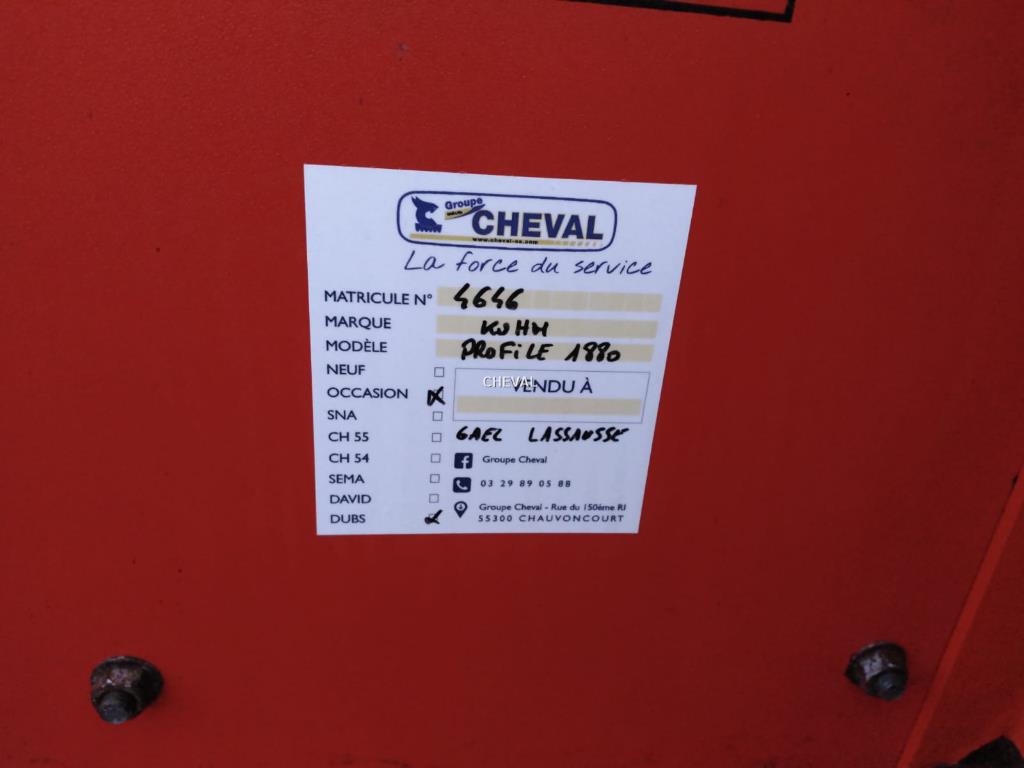 Groupe
CHEVAL
www.cheval-sa.com
La force du service
MATRICULE N° 4646
MARQUE KUHN
MODÈLE PROFILE 1880
NEUF
OCCASION X
SNA
CH 55
CH 54
SEMA
DAVID
DUBS
VENDU À
CHEVAL
GAEC LASSAUSSE
Groupe Cheval
03 29 89 05 88
Groupe Cheval - Rue du 150ème RI
55300 CHAUVONCOURT